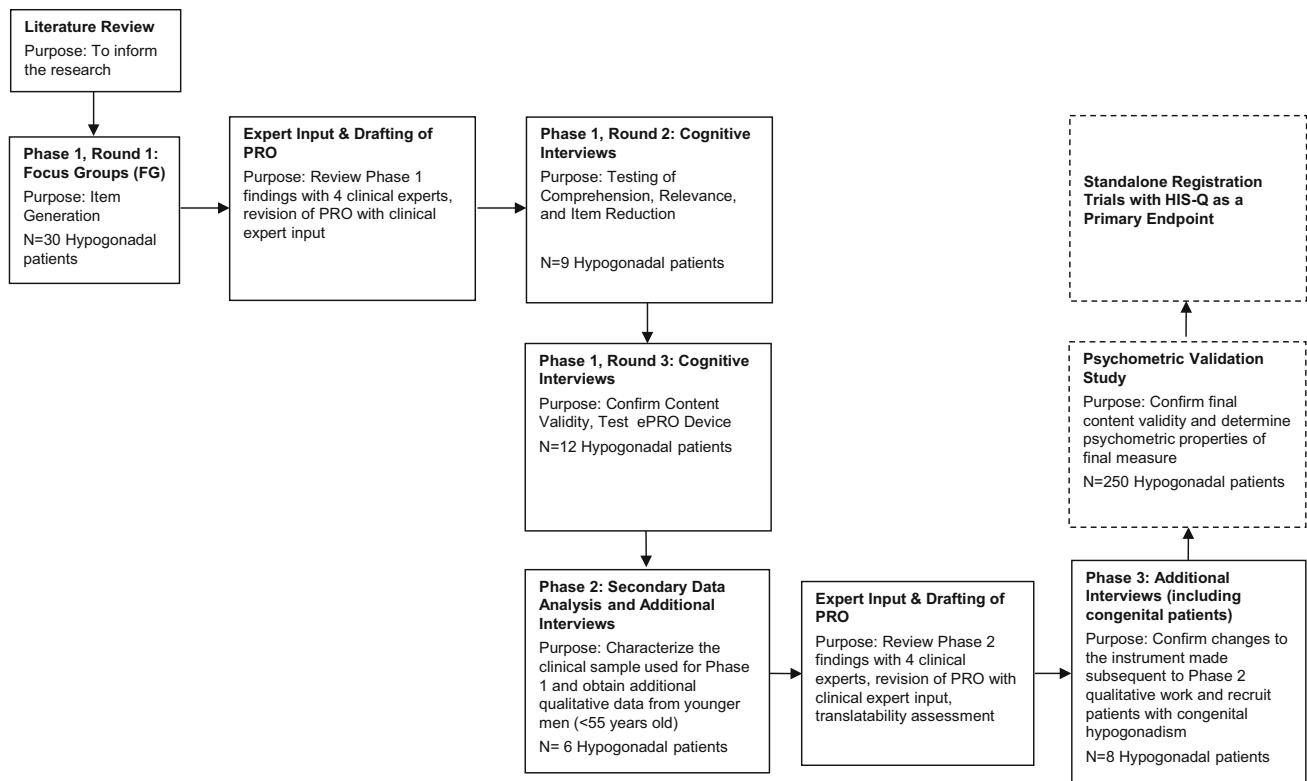 Literature Review
Purpose: To inform
the research
Phase 1, Round 1:
Focus Groups (FG)
Purpose: Item
Generation
N=30 Hypogonadal
patients
Expert Input & Drafting of
PRO
Purpose: Review Phase 1
findings with 4 clinical experts,
revision of PRO with clinical
expert input
Phase 1, Round 2: Cognitive
Interviews
Purpose: Testing of
Comprehension, Relevance,
and Item Reduction
N=9 Hypogonadal patients
Phase 1, Round 3: Cognitive
Interviews
Purpose: Confirm Content
Validity, Test ePRO Device
N=12 Hypogonadal patients
Phase 2: Secondary Data
Analysis and Additional
Interviews
Purpose: Characterize the
clinical sample used for Phase
1 and obtain additional
qualitative data from younger
men (<55 years old)
N= 6 Hypogonadal patients
Expert Input & Drafting of
PRO
Purpose: Review Phase 2
findings with 4 clinical
experts, revision of PRO with
clinical expert input,
translatability assessment
Phase 3: Additional
Interviews (including
congenital patients)
Purpose: Confirm changes to
the instrument made
subsequent to Phase 2
qualitative work and recruit
patients with congenital
hypogonadism
N=8 Hypogonadal patients
Psychometric Validation
Study
Purpose: Confirm final
content validity and determine
psychometric properties of
final measure
N=250 Hypogonadal patients
Standalone Registration
Trials with HIS-Q as a
Primary Endpoint